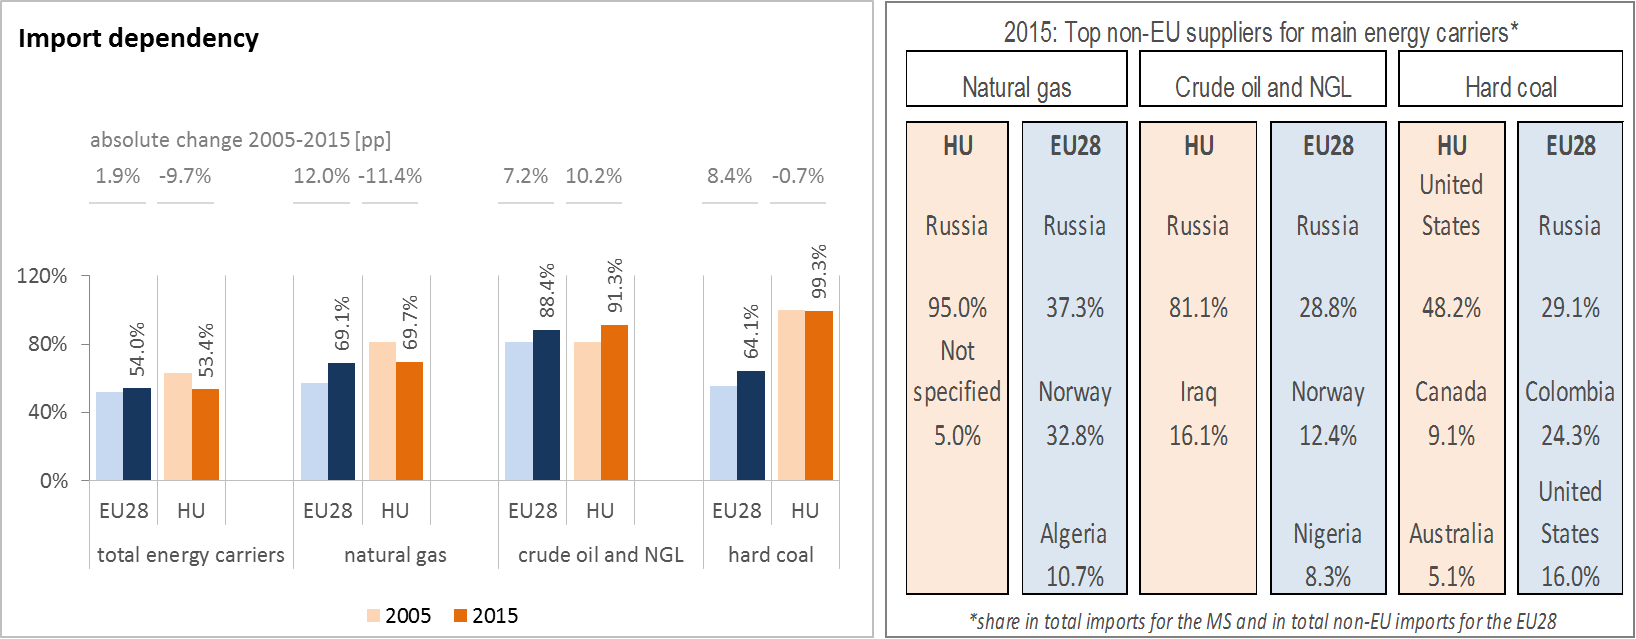 Import dependency
absolute change 2005-2015 [pp]
1.9% -9.7% 12.0% -11.4% 7.2% 10.2% 8.4% -0.7%
120%
80%
40%
0%
54.0%
53.4%
69.1%
69.7%
88.4%
91.3%
64.1%
99.3%
EU28 HU EU28 HU EU28 HU EU28 HU
total energy carriers natural gas crude oil and NGL hard coal
2005 2015
2015: Top non-EU suppliers for main energy carriers*
Natural gas Crude oil and NGL Hard coal
HU EU28 HU EU28 HU EU28
United
Russia Russia Russia Russia States Russia
95.0% 37.3% 81.1% 28.8% 48.2% 29.1%
Not
specified Norway Iraq Norway Canada Colombia
5.0% 32.8% 16.1% 12.4% 9.1% 24.3%
United
Algeria Nigeria Australia States
10.7% 8.3% 5.1% 16.0%
*share in total imports for the MS and in total non-EU imports for the EU28